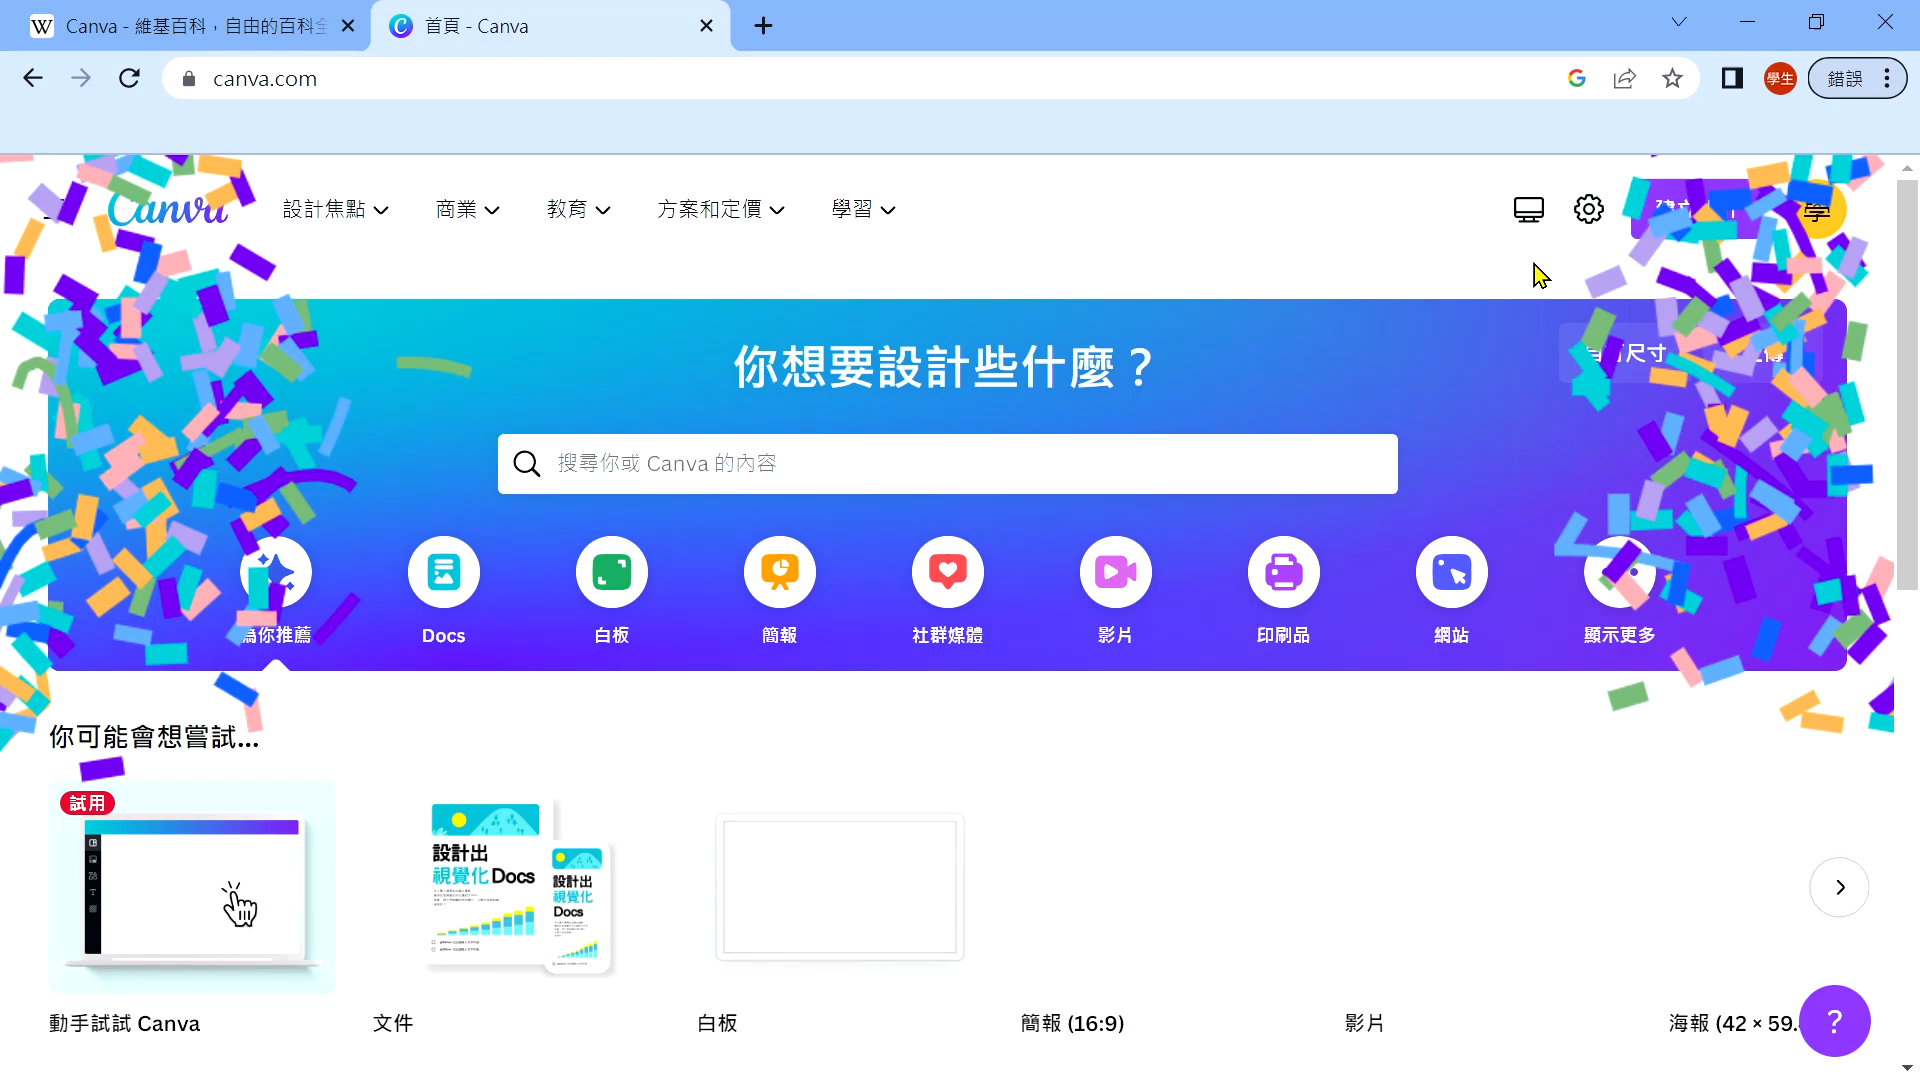 Canva - 維基百科，自由的百科全
首頁 - Canva
canva.com
學生
錯誤
Canva
設計焦點
商業
教育
方案和定價
學習
學
你想要設計些什麼？
尺寸
搜尋你或 Canva 的內容
為你推薦
Docs
白板
簡報
社群媒體
影片
印刷品
網站
顯示更多
你可能會想嘗試...
試用
設計出
視覺化 Docs
設計出
視覺化
Docs
動手試試 Canva
文件
白板
簡報 (16:9)
影片
海報 (42 × 59.
?